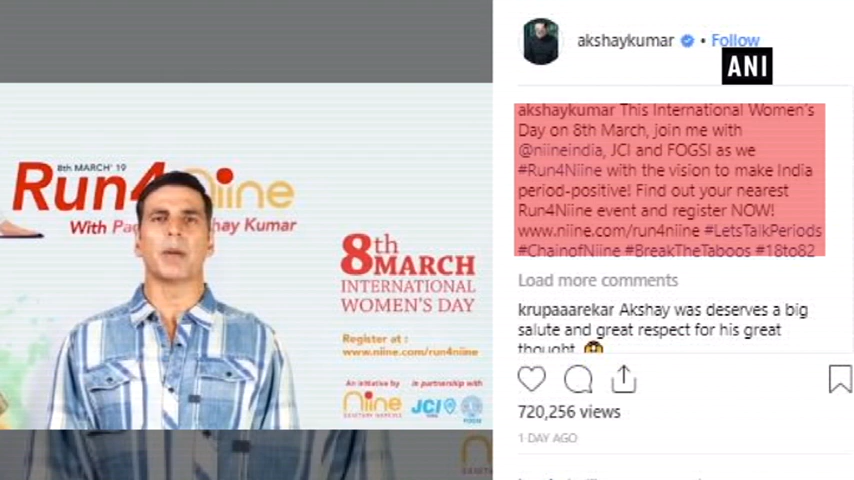 8th MARCH' 19
Run4niine
With Pa
shay Kumar
8th
MARCH
INTERNATIONAL
WOMEN'S DAY
Register at :
www.niine.com/run4niine
An initiative by
in partnership with
niine
SANITARY NAPKINS
JCI
FOGSI
akshaykumar • Follow
ANI
akshaykumar This International Women's
Day on 8th March, join me with
@niineindia, JCI and FOGSI as we
#Run4Niine with the vision to make India
period-positive! Find out your nearest
Run4Niine event and register NOW!
www.niine.com/run4niine #LetsTalkPeriods
#ChainofNiine #BreakTheTaboos #18to82
Load more comments
krupaaarekar Akshay was deserves a big
salute and great respect for his great
thought.
720,256 views
1 DAY AGO